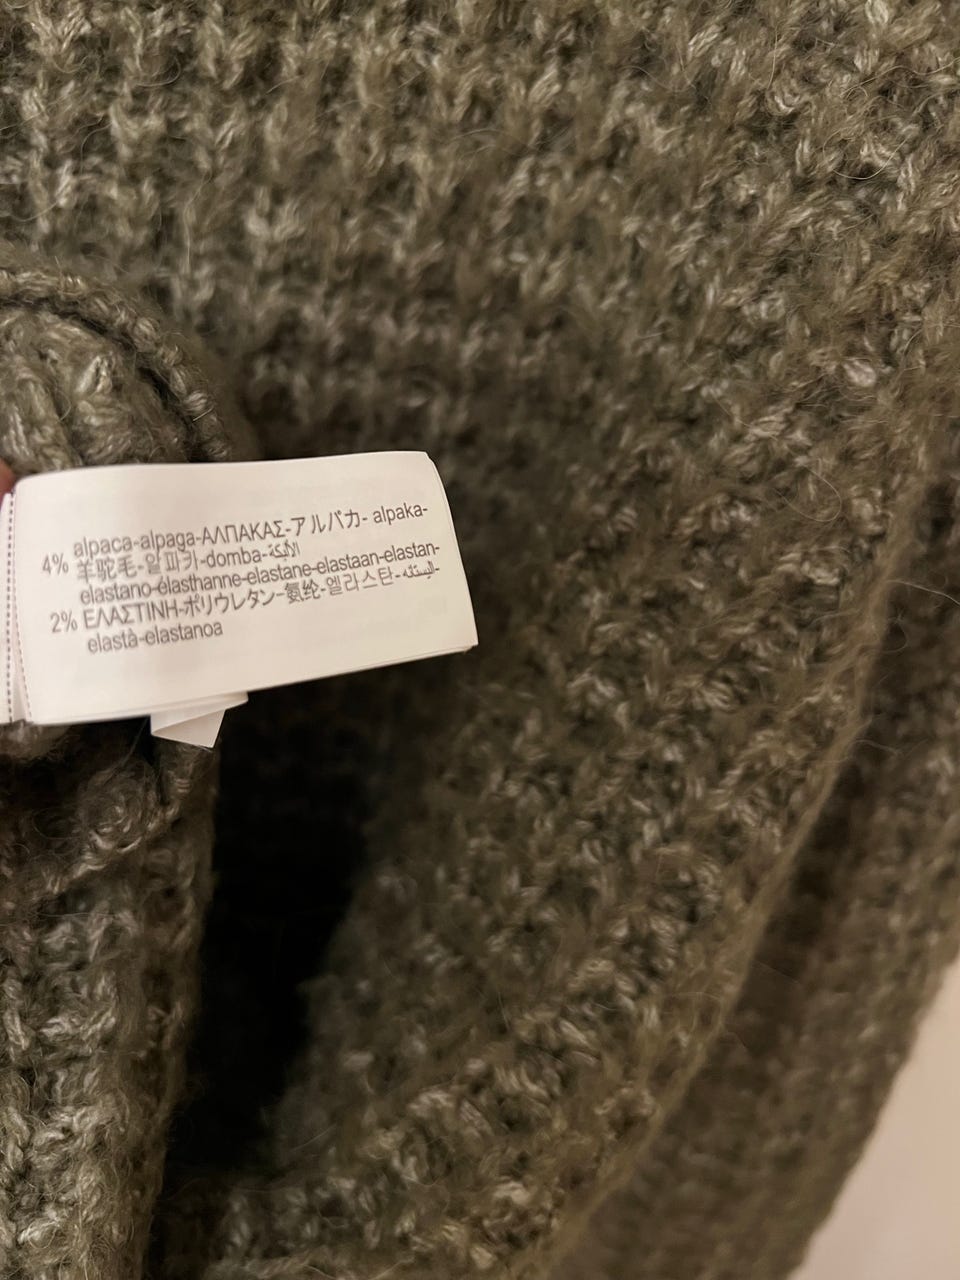 4% alpaca-alpaga-ΑΛΠΑΚΑΣ-アルパカ- alpaka-
羊驼毛-알파카-domba-الألبكة
elastano-élasthanne-elastane-elastaan-elastan-
2% ΕΛΑΣΤΙΝΗ-ポリウレタン-氨纶-엘라스탄-
elastà-elastanoa